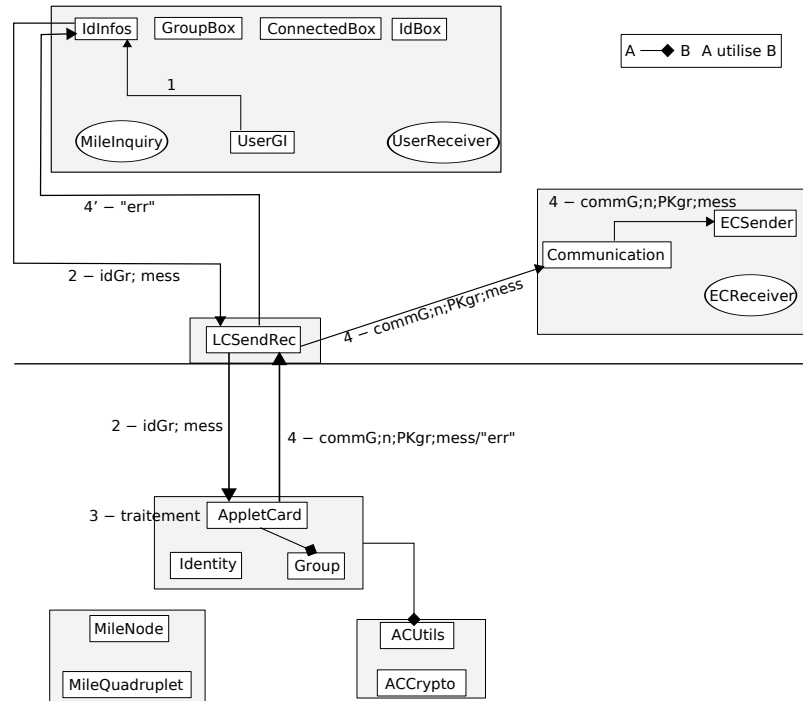 IdInfos
GroupBox
ConnectedBox
IdBox
A B A utilise B
1
MileInquiry
UserGI
UserReceiver
4’ − "err"
4 − commG;n;PKgr;mess
ECSender
Communication
2 − idGr; mess
ECReceiver
4 − commG;n;PKgr;mess
LCSendRec
2 − idGr; mess
4 − commG;n;PKgr;mess/"err"
3 − traitement
AppletCard
Identity
Group
MileNode
ACUtils
MileQuadruplet
ACCrypto